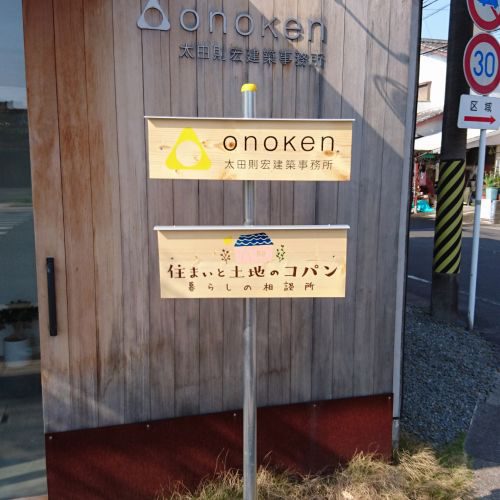 onoken
太田則宏建築事務所
onoken
太田則宏建築事務所
住まいと土地のコパン
暮らしの相談所
30
区域